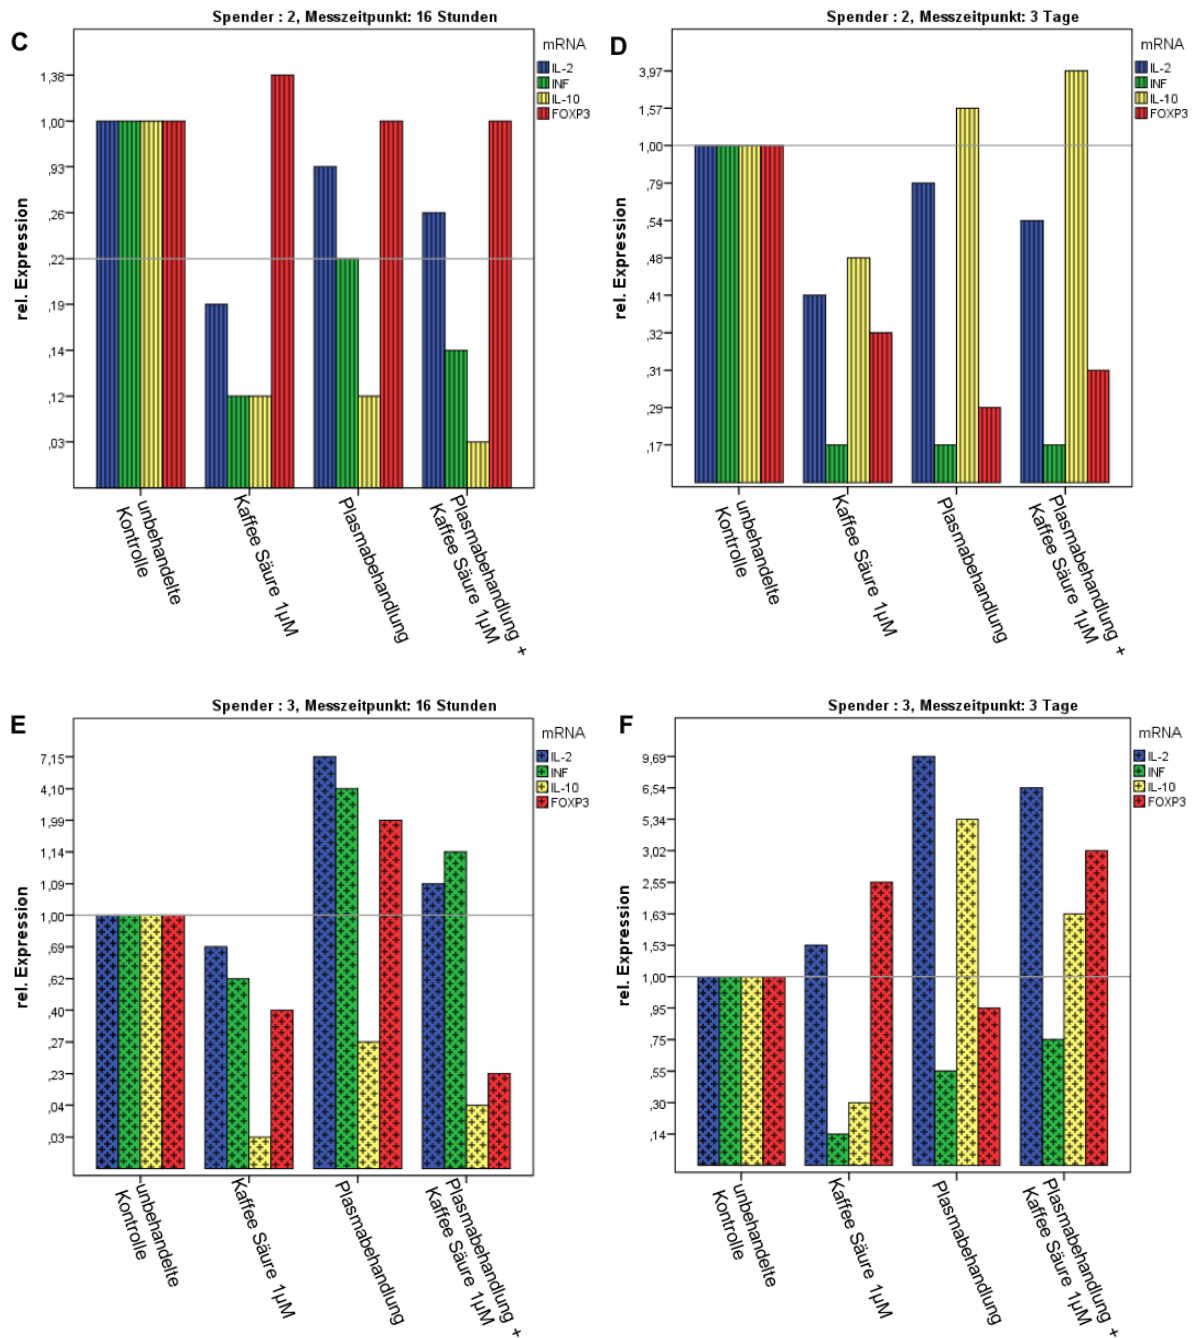 Spender : 2, Messzeitpunkt: 16 Stunden
C
mRNA
IL-2
INF
IL-10
FOXP3
rel. Expression
1,38
1,00
,93
,26
,22
,19
,14
,12
,03
unbehandelte
Kontrolle
Kaffee Säure 1µM
Plasmabehandlung
Plasmabehandlung +
Kaffee Säure 1µM
Spender : 2, Messzeitpunkt: 3 Tage
D
mRNA
IL-2
INF
IL-10
FOXP3
rel. Expression
3,97
1,57
1,00
,79
,54
,48
,41
,32
,31
,29
,17
unbehandelte
Kontrolle
Kaffee Säure 1µM
Plasmabehandlung
Plasmabehandlung +
Kaffee Säure 1µM
Spender : 3, Messzeitpunkt: 16 Stunden
E
mRNA
IL-2
INF
IL-10
FOXP3
rel. Expression
7,15
4,10
1,99
1,14
1,09
1,00
,69
,62
,40
,27
,23
,04
,03
unbehandelte
Kontrolle
Kaffee Säure 1µM
Plasmabehandlung
Plasmabehandlung +
Kaffee Säure 1µM
Spender : 3, Messzeitpunkt: 3 Tage
F
mRNA
IL-2
INF
IL-10
FOXP3
rel. Expression
9,69
6,54
5,34
3,02
2,55
1,63
1,53
1,00
,95
,75
,55
,30
,14
unbehandelte
Kontrolle
Kaffee Säure 1µM
Plasmabehandlung
Plasmabehandlung +
Kaffee Säure 1µM